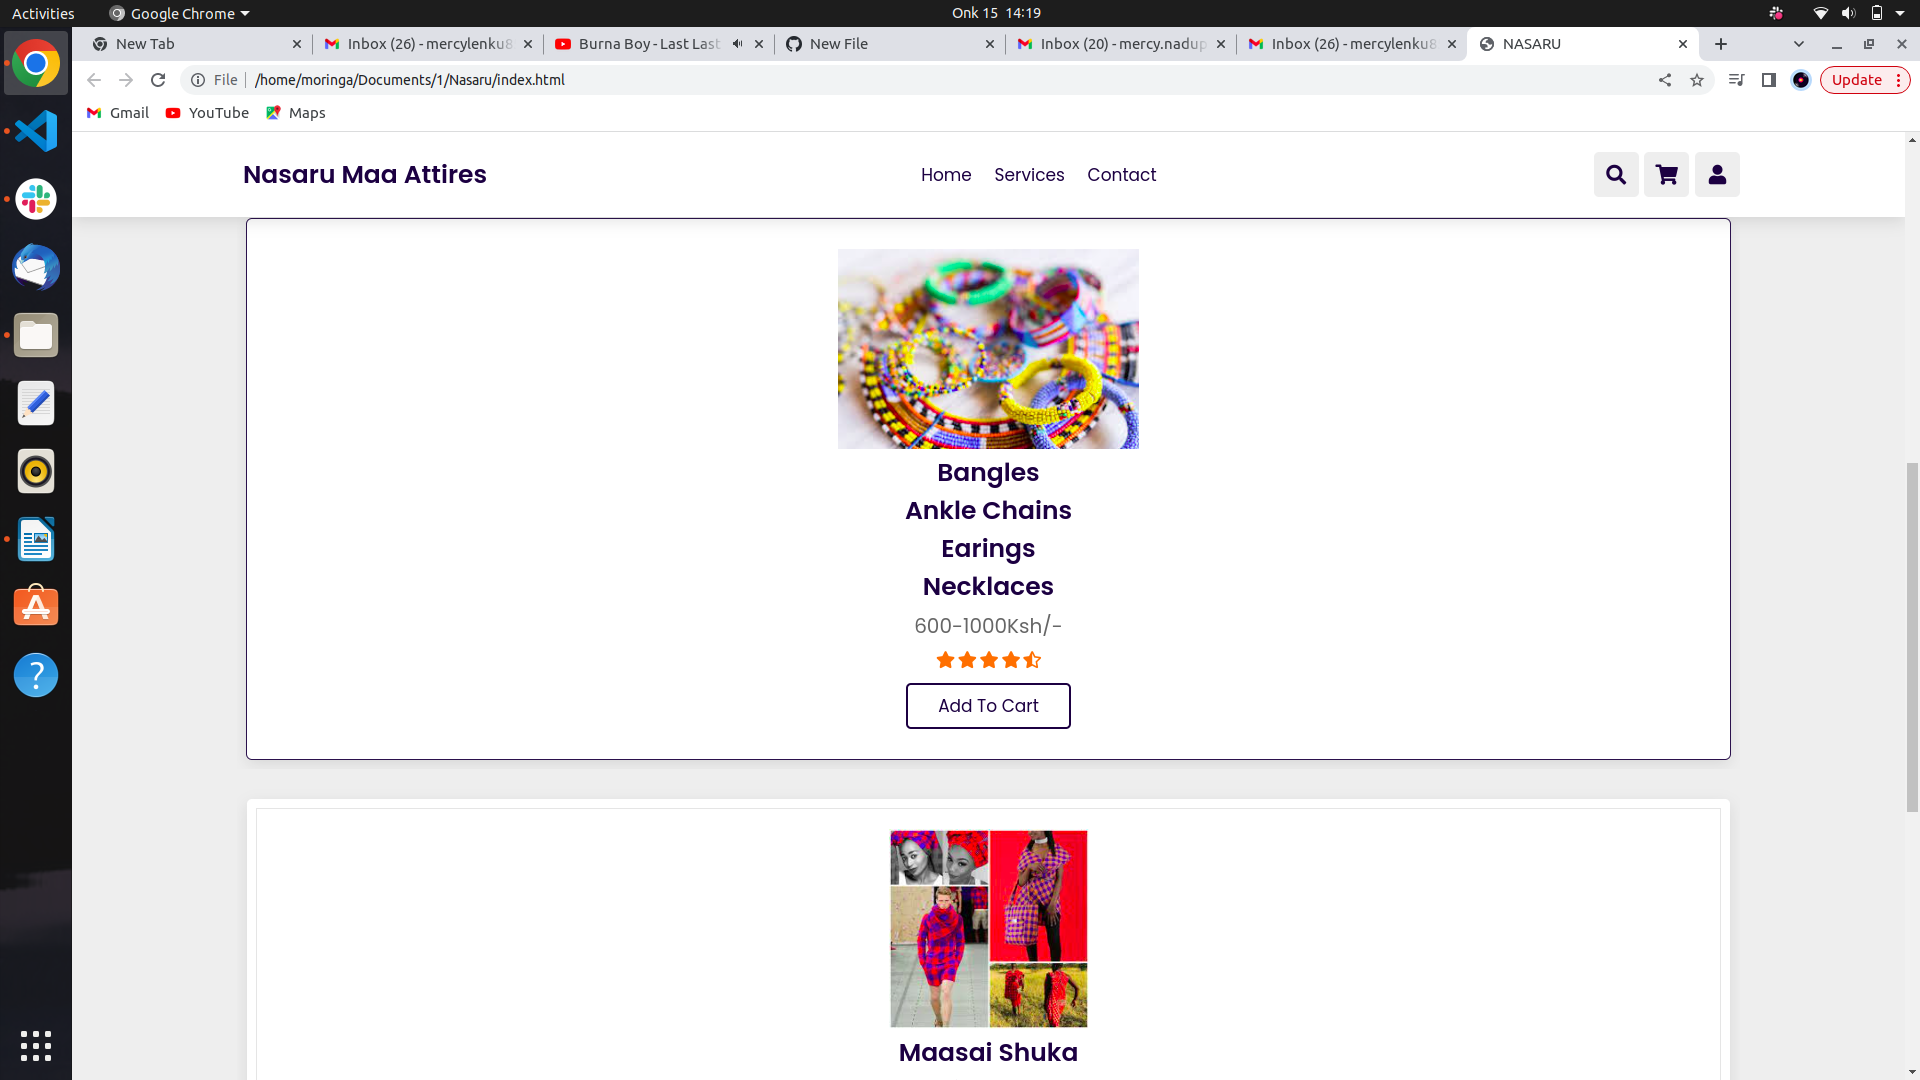 Activities
Google Chrome
Onk 15 14:19
New Tab
Inbox (26) - mercylenku8
Burna Boy - Last Last
New File
Inbox (20) - mercy.nadup
Inbox (26) - mercylenku8
NASARU
File
/home/moringa/Documents/1/Nasaru/index.html
Update
Gmail
YouTube
Maps
Nasaru Maa Attires
Home
Services
Contact
Bangles
Ankle Chains
Earings
Necklaces
600-1000Ksh/-
Add To Cart
Maasai Shuka